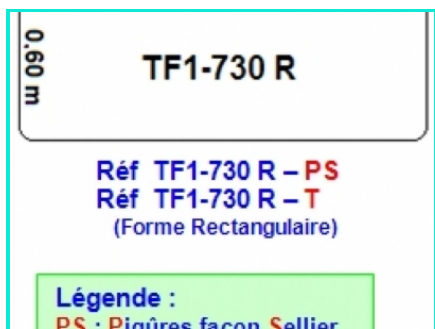 0.60 m
TF1-730 R
Réf TF1-730 R – PS
Réf TF1-730 R – T
(Forme Rectangulaire)
Légende :
PS : Piqûres façon Sellier